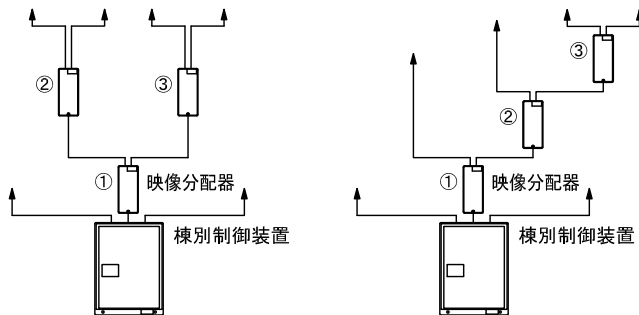 ③
② ③
②
① 映像分配器 ① 映像分配器
棟別制御装置 棟別制御装置